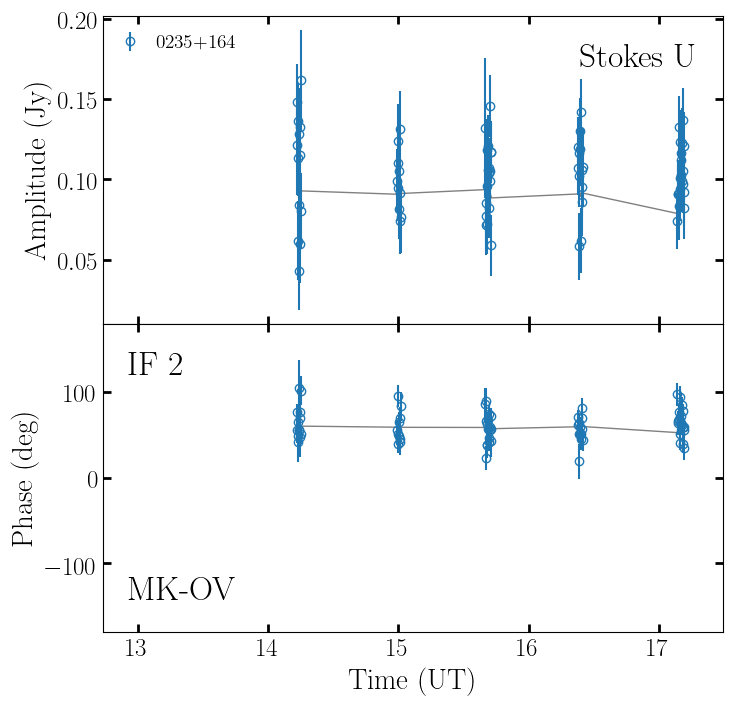 0.20
0235+164
Stokes U
0.15
0.10
0.05
Amplitude (Jy)
IF 2
100
0
−100
Phase (deg)
MK-OV
13 14 15 16 17
Time (UT)